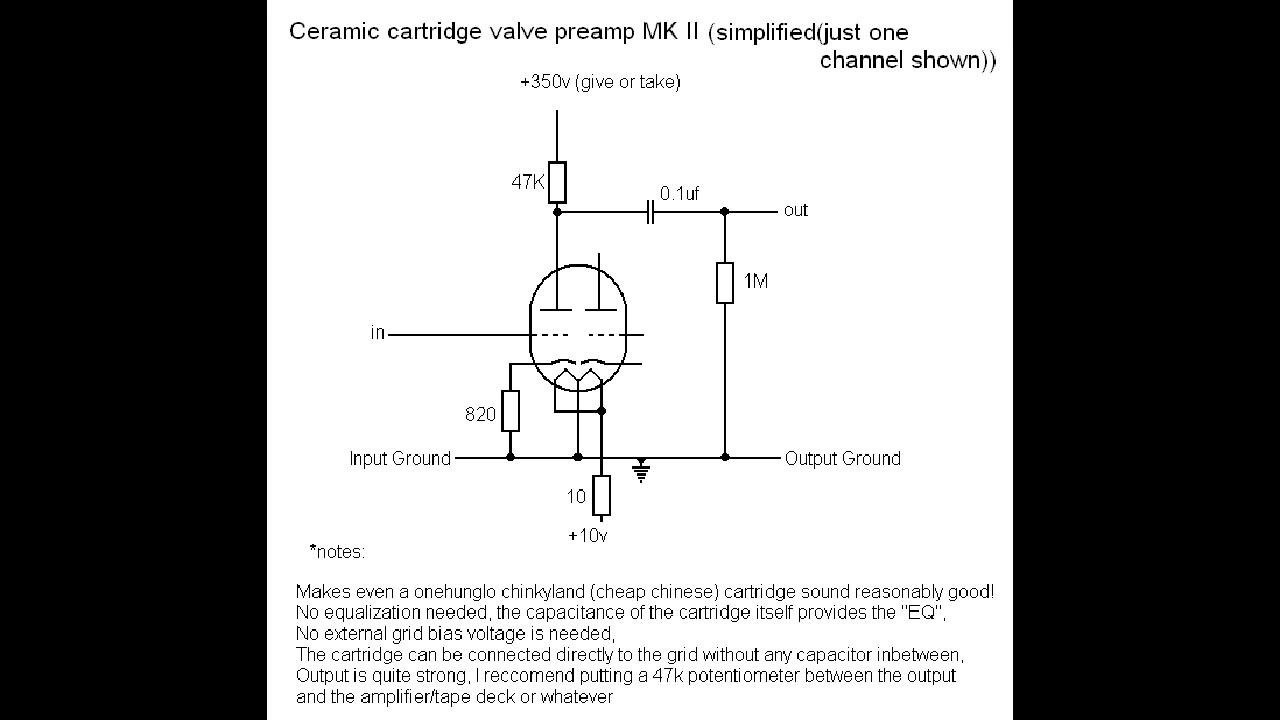 Ceramic cartridge valve preamp MK II (simplified(just one
channel shown))
+350v (give or take)
47K
0.1uf
out
1M
in
820
Input Ground
Output Ground
10
+10v
*notes:
Makes even a onehunglo chinkyland (cheap chinese) cartridge sound reasonably good!
No equalization needed, the capacitance of the cartridge itself provides the "EQ",
No external grid bias voltage is needed,
The cartridge can be connected directly to the grid without any capacitor inbetween,
Output is quite strong, I reccomend putting a 47k potentiometer between the output
and the amplifier/tape deck or whatever